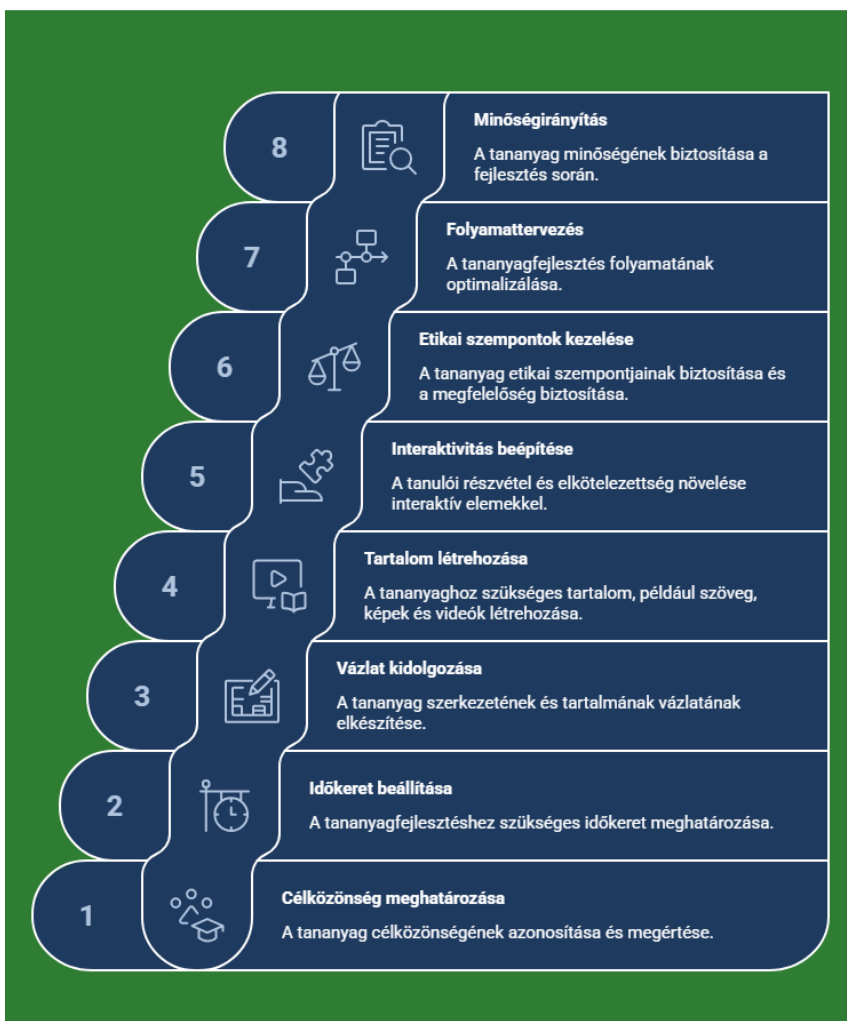 8
Minőségirányítás
A tananyag minőségének biztosítása a
fejlesztés során.
7
Folyamattervezés
A tananyagfejlesztés folyamatának
optimalizálása.
6
Etikai szempontok kezelése
A tananyag etikai szempontjainak biztosítása és
a megfelelőség biztosítása.
5
Interaktivitás beépítése
A tanulói részvétel és elkötelezettség növelése
interaktív elemekkel.
4
Tartalom létrehozása
A tananyaghoz szükséges tartalom, például szöveg,
képek és videók létrehozása.
3
Vázlat kidolgozása
A tananyag szerkezetének és tartalmának vázlatának
elkészítése.
2
Időkeret beállítása
A tananyagfejlesztéshez szükséges időkeret meghatározása.
1
Célközönség meghatározása
A tananyag célközönségének azonosítása és megértése.